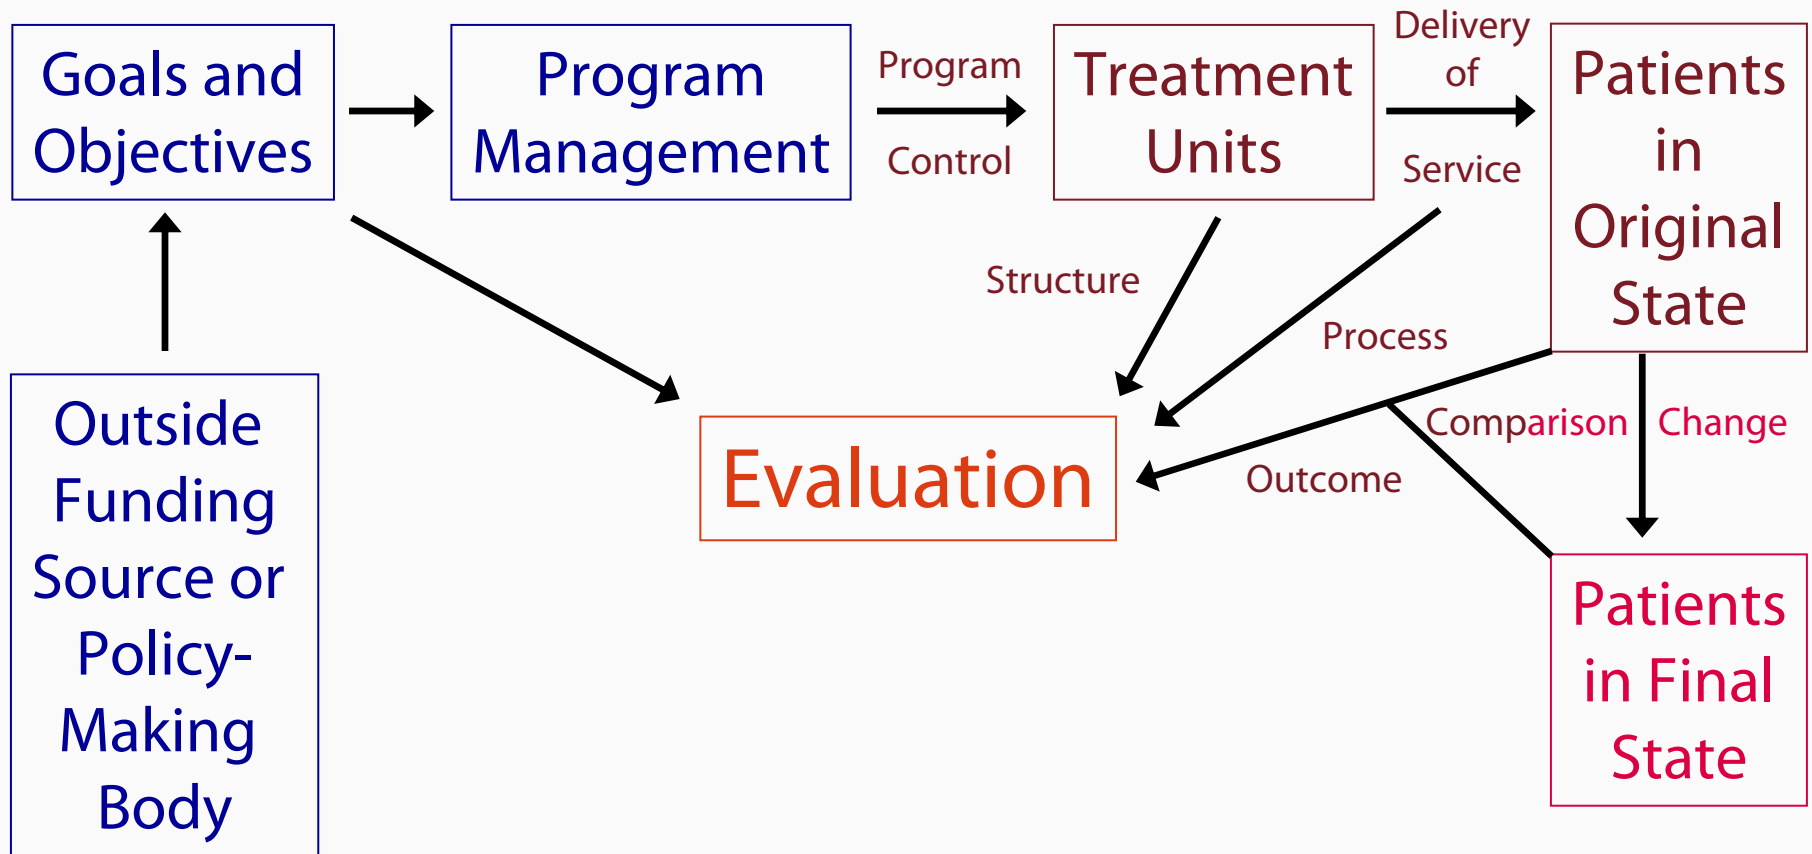 Goals and
Objectives
Program
Management
Program
Control
Treatment
Units
Delivery
of
Service
Patients
in
Original
State
Structure
Process
Comparison
Change
Outcome
Evaluation
Outside
Funding
Source or
Policy-
Making
Body
Patients
in Final
State